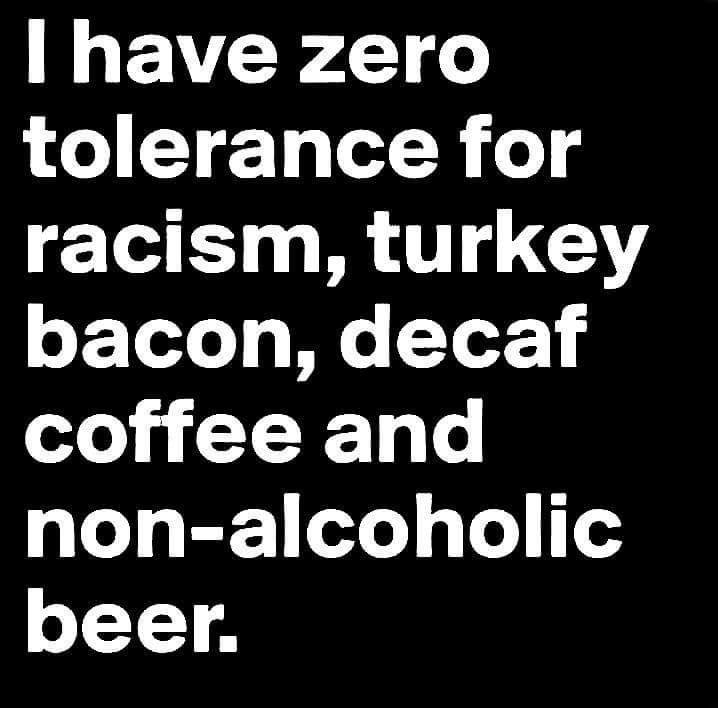 I have zero
tolerance for
racism, turkey
bacon, decaf
coffee and
non-alcoholic
beer.